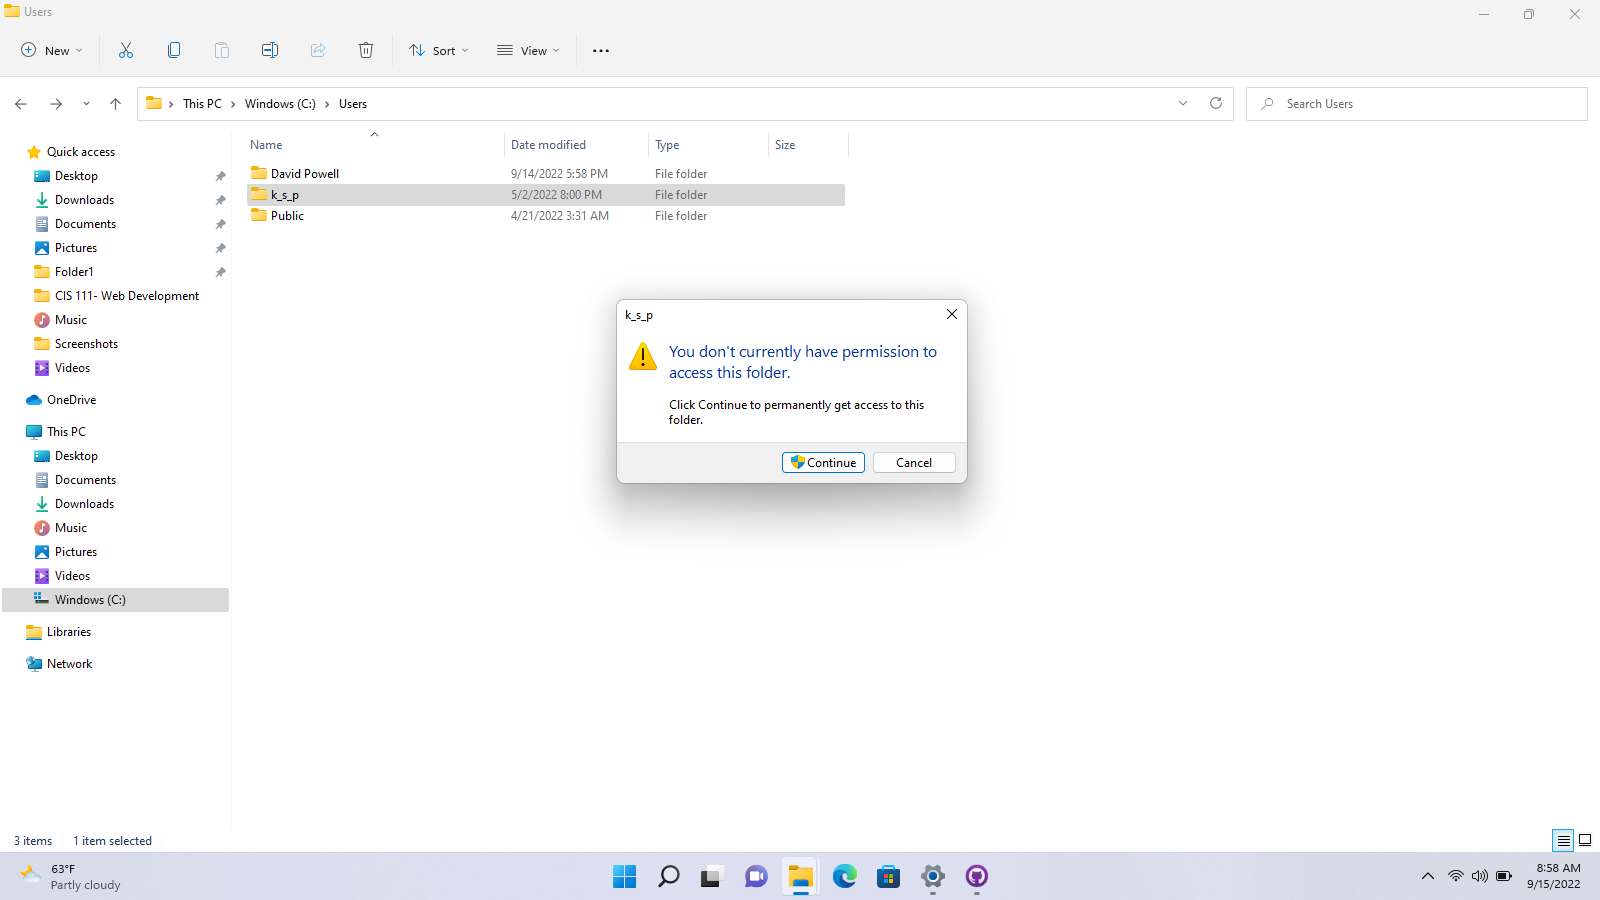 Users
New
Sort
View
This PC
Windows (C:)
Users
Search Users
Name
Date modified
Type
Size
David Powell
9/14/2022 5:58 PM
File folder
k_s_p
5/2/2022 8:00 PM
File folder
Public
4/21/2022 3:31 AM
File folder
Quick access
Desktop
Downloads
Documents
Pictures
Folder1
CIS 111- Web Development
Music
Screenshots
Videos
OneDrive
This PC
Desktop
Documents
Downloads
Music
Pictures
Videos
Windows (C:)
Libraries
Network
k_s_p
You don't currently have permission to
access this folder.
Click Continue to permanently get access to this
folder.
Continue
Cancel
3 items
1 item selected
63°F
Partly cloudy
8:58 AM
9/15/2022